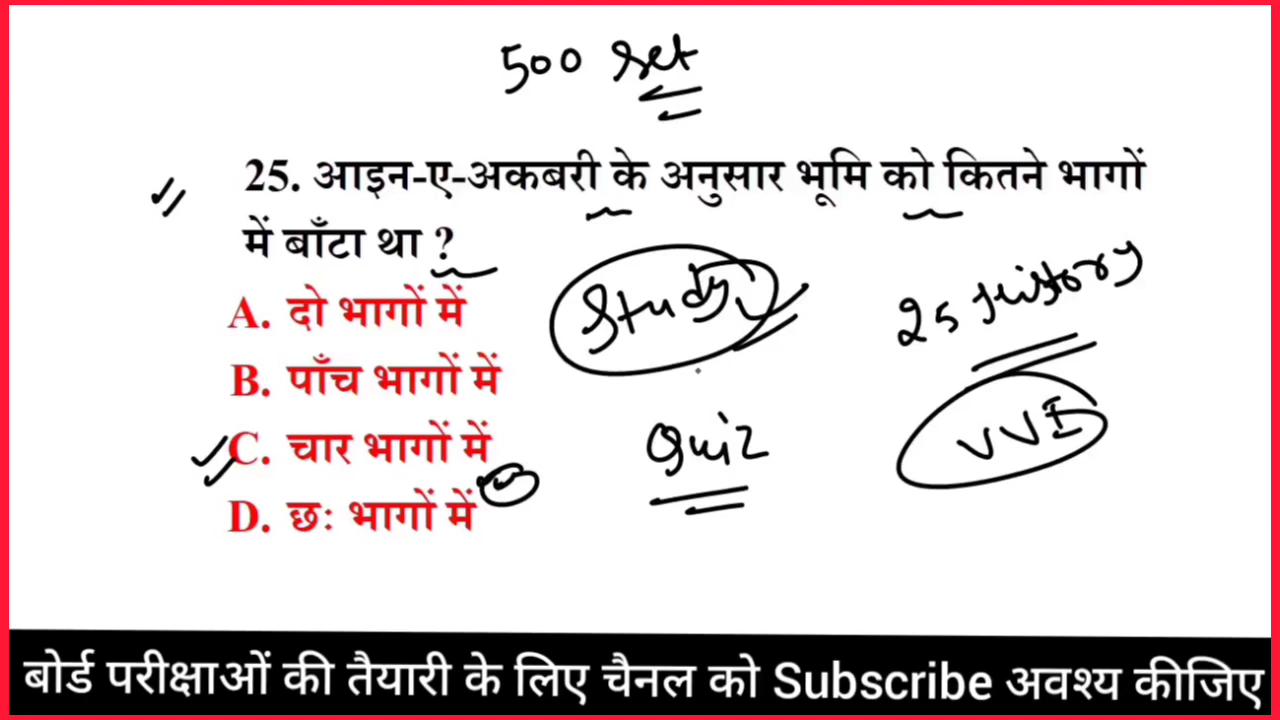 500 set
25. आइन-ए-अकबरी के अनुसार भूमि को कितने भागों
में बाँटा था ?
A. दो भागों में
Study
25 History
B. पाँच भागों में
C. चार भागों में
Quiz
VVI
D. छः भागों में
बोर्ड परीक्षाओं की तैयारी के लिए चैनल को Subscribe अवश्य कीजिए